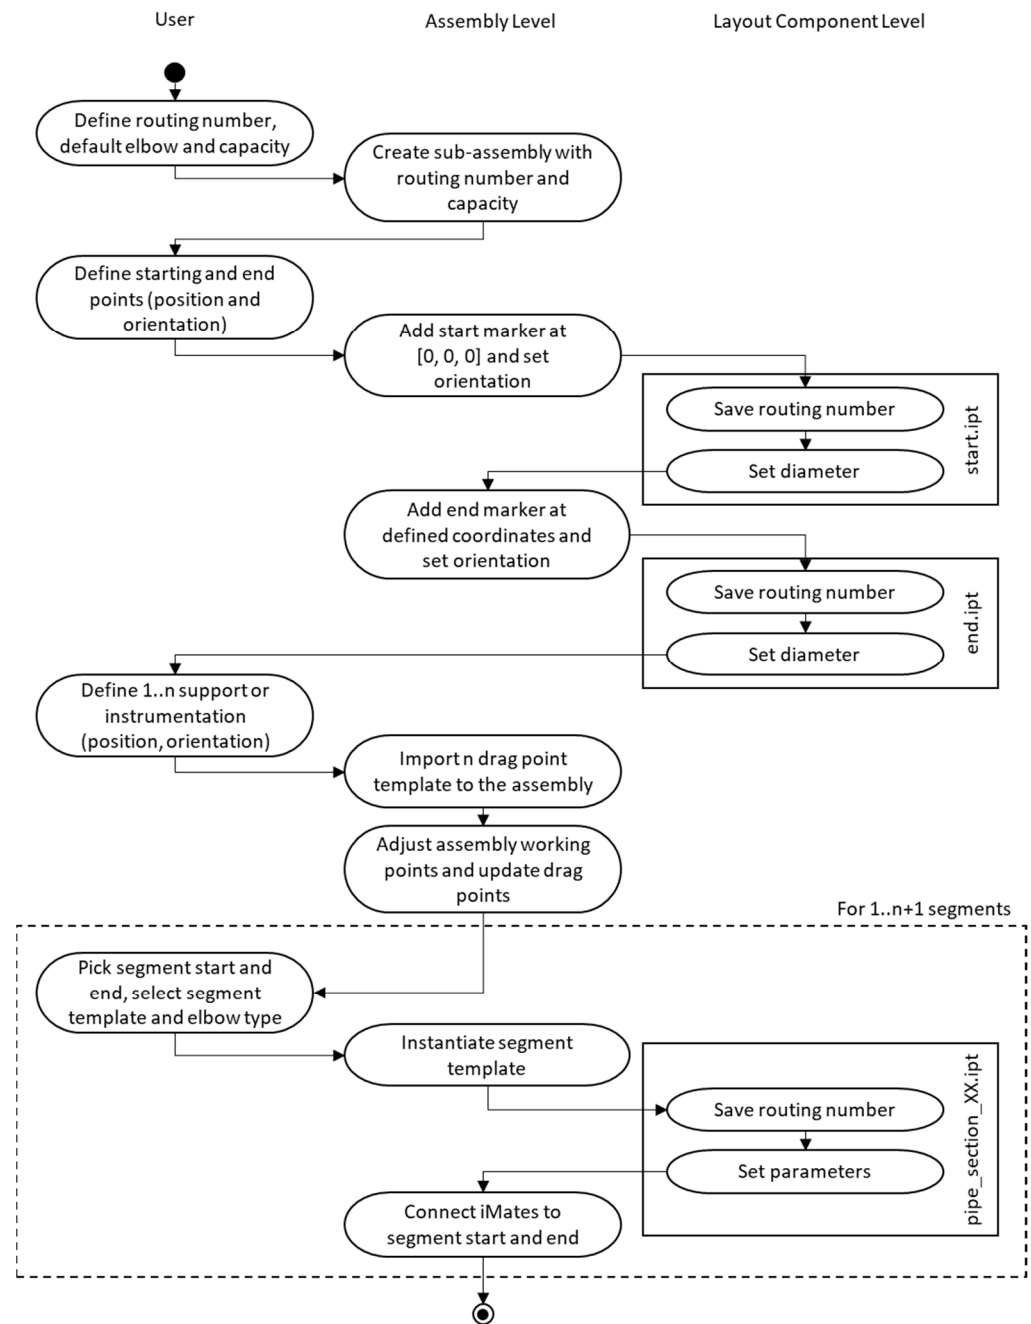 User
Assembly Level
Layout Component Level
Define routing number,
default elbow and capacity
Create sub-assembly with
routing number and
capacity
Define starting and end
points (position and
orientation)
Add start marker at
[0, 0, 0] and set
orientation
Save routing number
Set diameter
start.ipt
Add end marker at
defined coordinates and
set orientation
Save routing number
Set diameter
end.ipt
Define 1..n support or
instrumentation
(position, orientation)
Import n drag point
template to the assembly
Adjust assembly working
points and update drag
points
For 1..n+1 segments
Pick segment start and
end, select segment
template and elbow type
Instantiate segment
template
Save routing number
Set parameters
pipe_section_XX.ipt
Connect iMates to
segment start and end